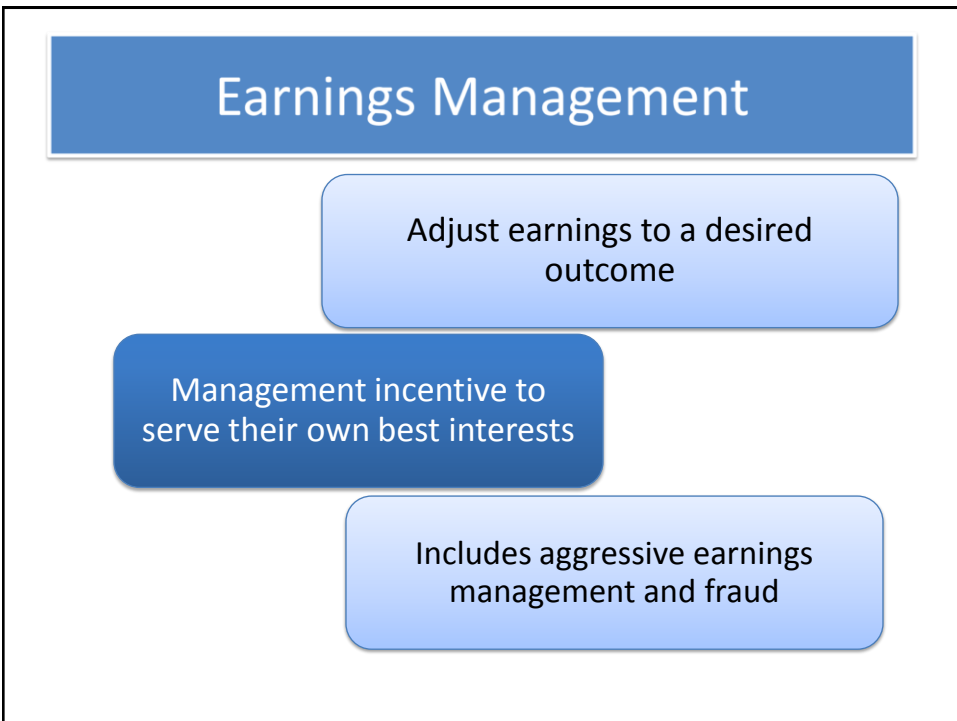 Earnings Management
Adjust earnings to a desired
outcome
Management incentive to
serve their own best interests
Includes aggressive earnings
management and fraud